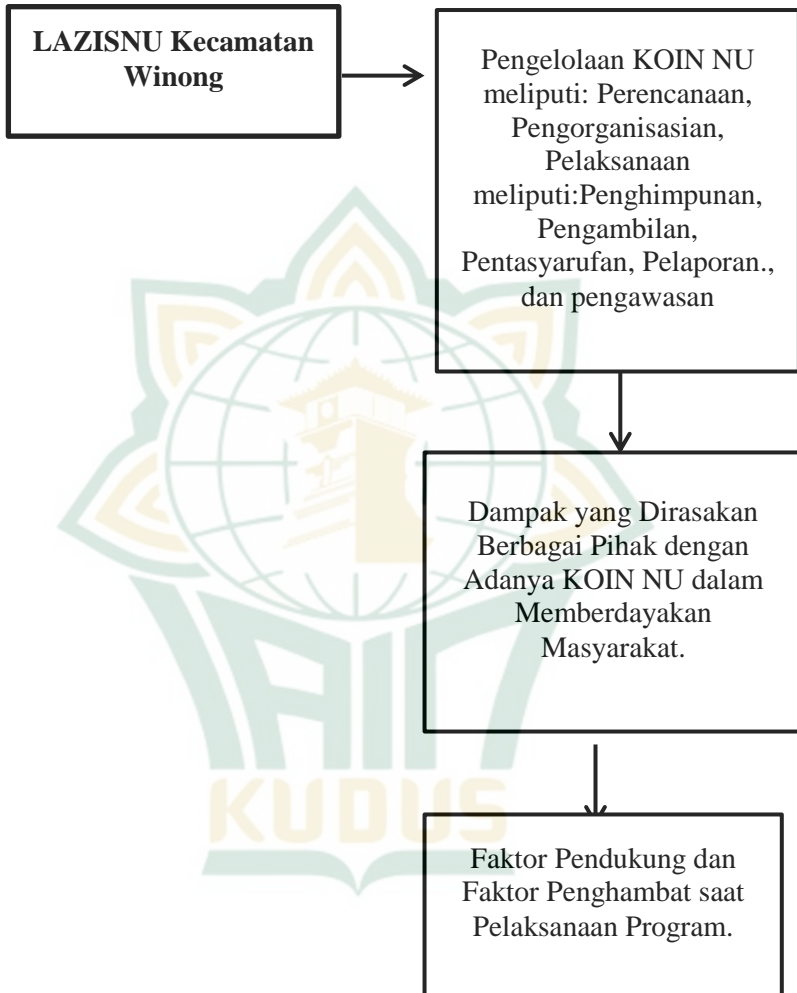 LAZISNU Kecamatan
Winong
Pengelolaan KOIN NU
meliputi: Perencanaan,
Pengorganisasian,
Pelaksanaan
meliputi:Penghimpunan,
Pengambilan,
Pentasyarufan, Pelaporan.,
dan pengawasan
Dampak yang Dirasakan
Berbagai Pihak dengan
Adanya KOIN NU dalam
Memberdayakan
Masyarakat.
IAIN
KUDUS
Faktor Pendukung dan
Faktor Penghambat saat
Pelaksanaan Program.